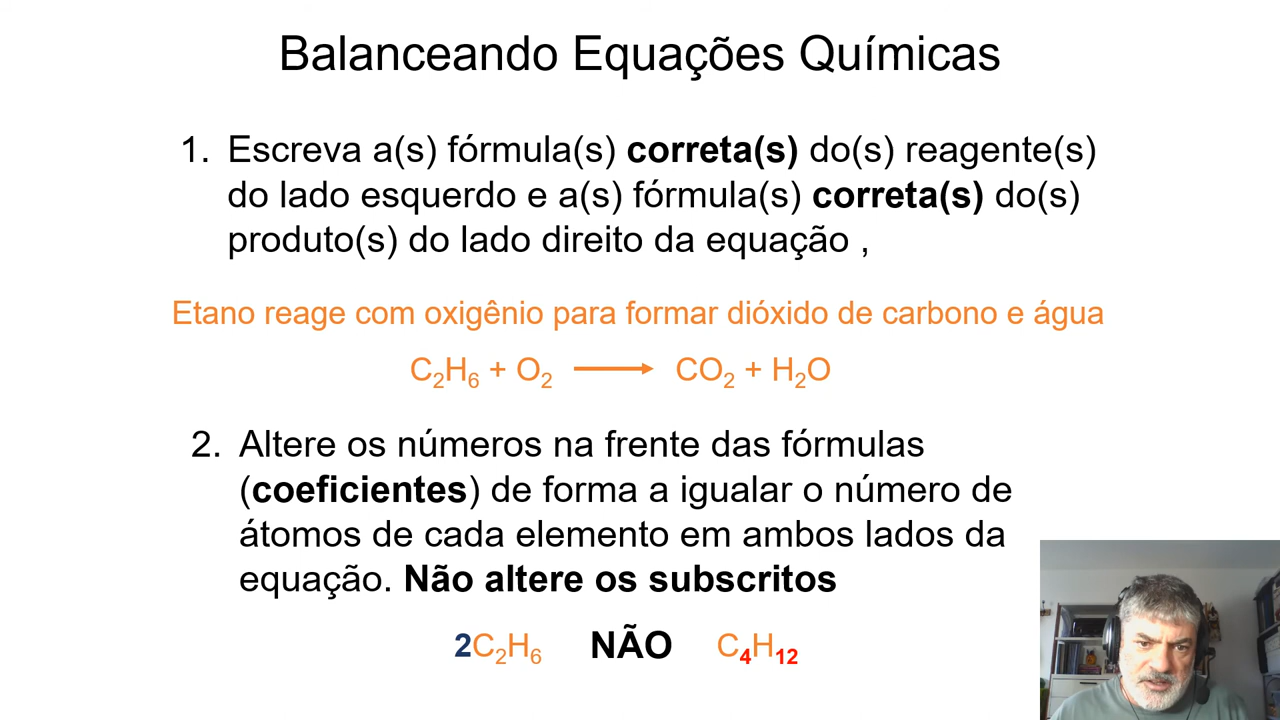 Balanceando Equações Químicas
1. Escreva a(s) fórmula(s) correta(s) do(s) reagente(s)
do lado esquerdo e a(s) fórmula(s) correta(s) do(s)
produto(s) do lado direito da equação ,
Etano reage com oxigênio para formar dióxido de carbono e água
C₂H₆ + O₂ ⟶ CO₂ + H₂O
2. Altere os números na frente das fórmulas
(coeficientes) de forma a igualar o número de
átomos de cada elemento em ambos lados da
equação. Não altere os subscritos
2C₂H₆ NÃO C₄H₁₂